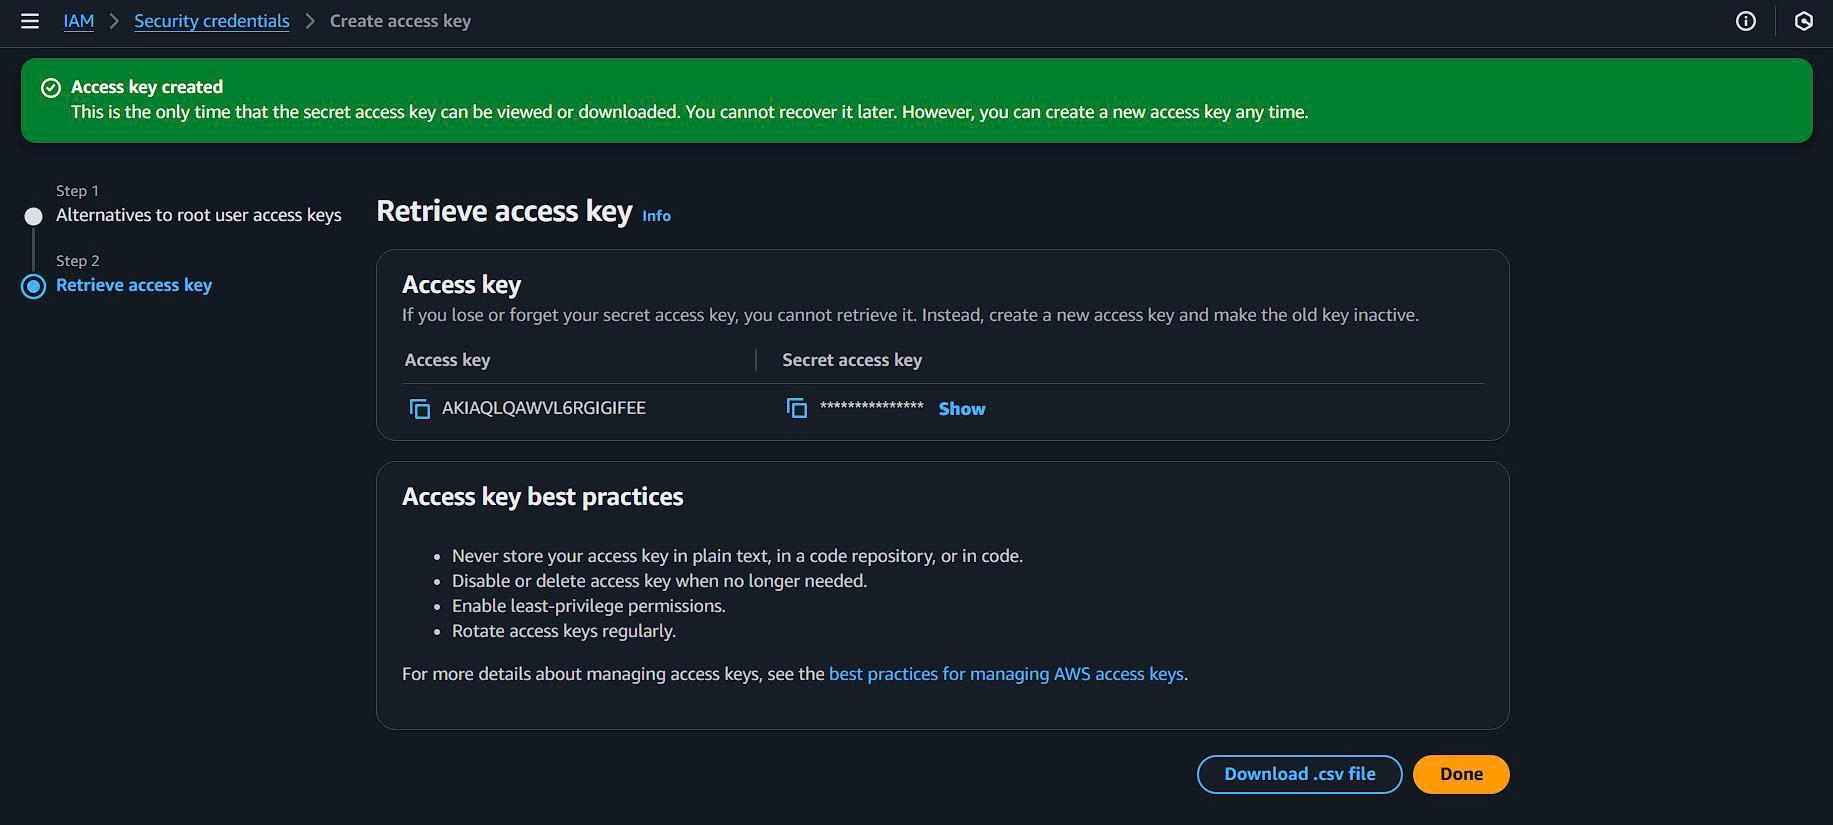 IAM > Security credentials > Create access key
Access key created
This is the only time that the secret access key can be viewed or downloaded. You cannot recover it later. However, you can create a new access key any time.
Step 1
Alternatives to root user access keys
Step 2
Retrieve access key
Retrieve access key Info
Access key
If you lose or forget your secret access key, you cannot retrieve it. Instead, create a new access key and make the old key inactive.
Access key Secret access key
AKIAQLQAWVL6RGIGIFEE *************** Show
Access key best practices
• Never store your access key in plain text, in a code repository, or in code.
• Disable or delete access key when no longer needed.
• Enable least-privilege permissions.
• Rotate access keys regularly.
For more details about managing access keys, see the best practices for managing AWS access keys.
Download .csv file Done